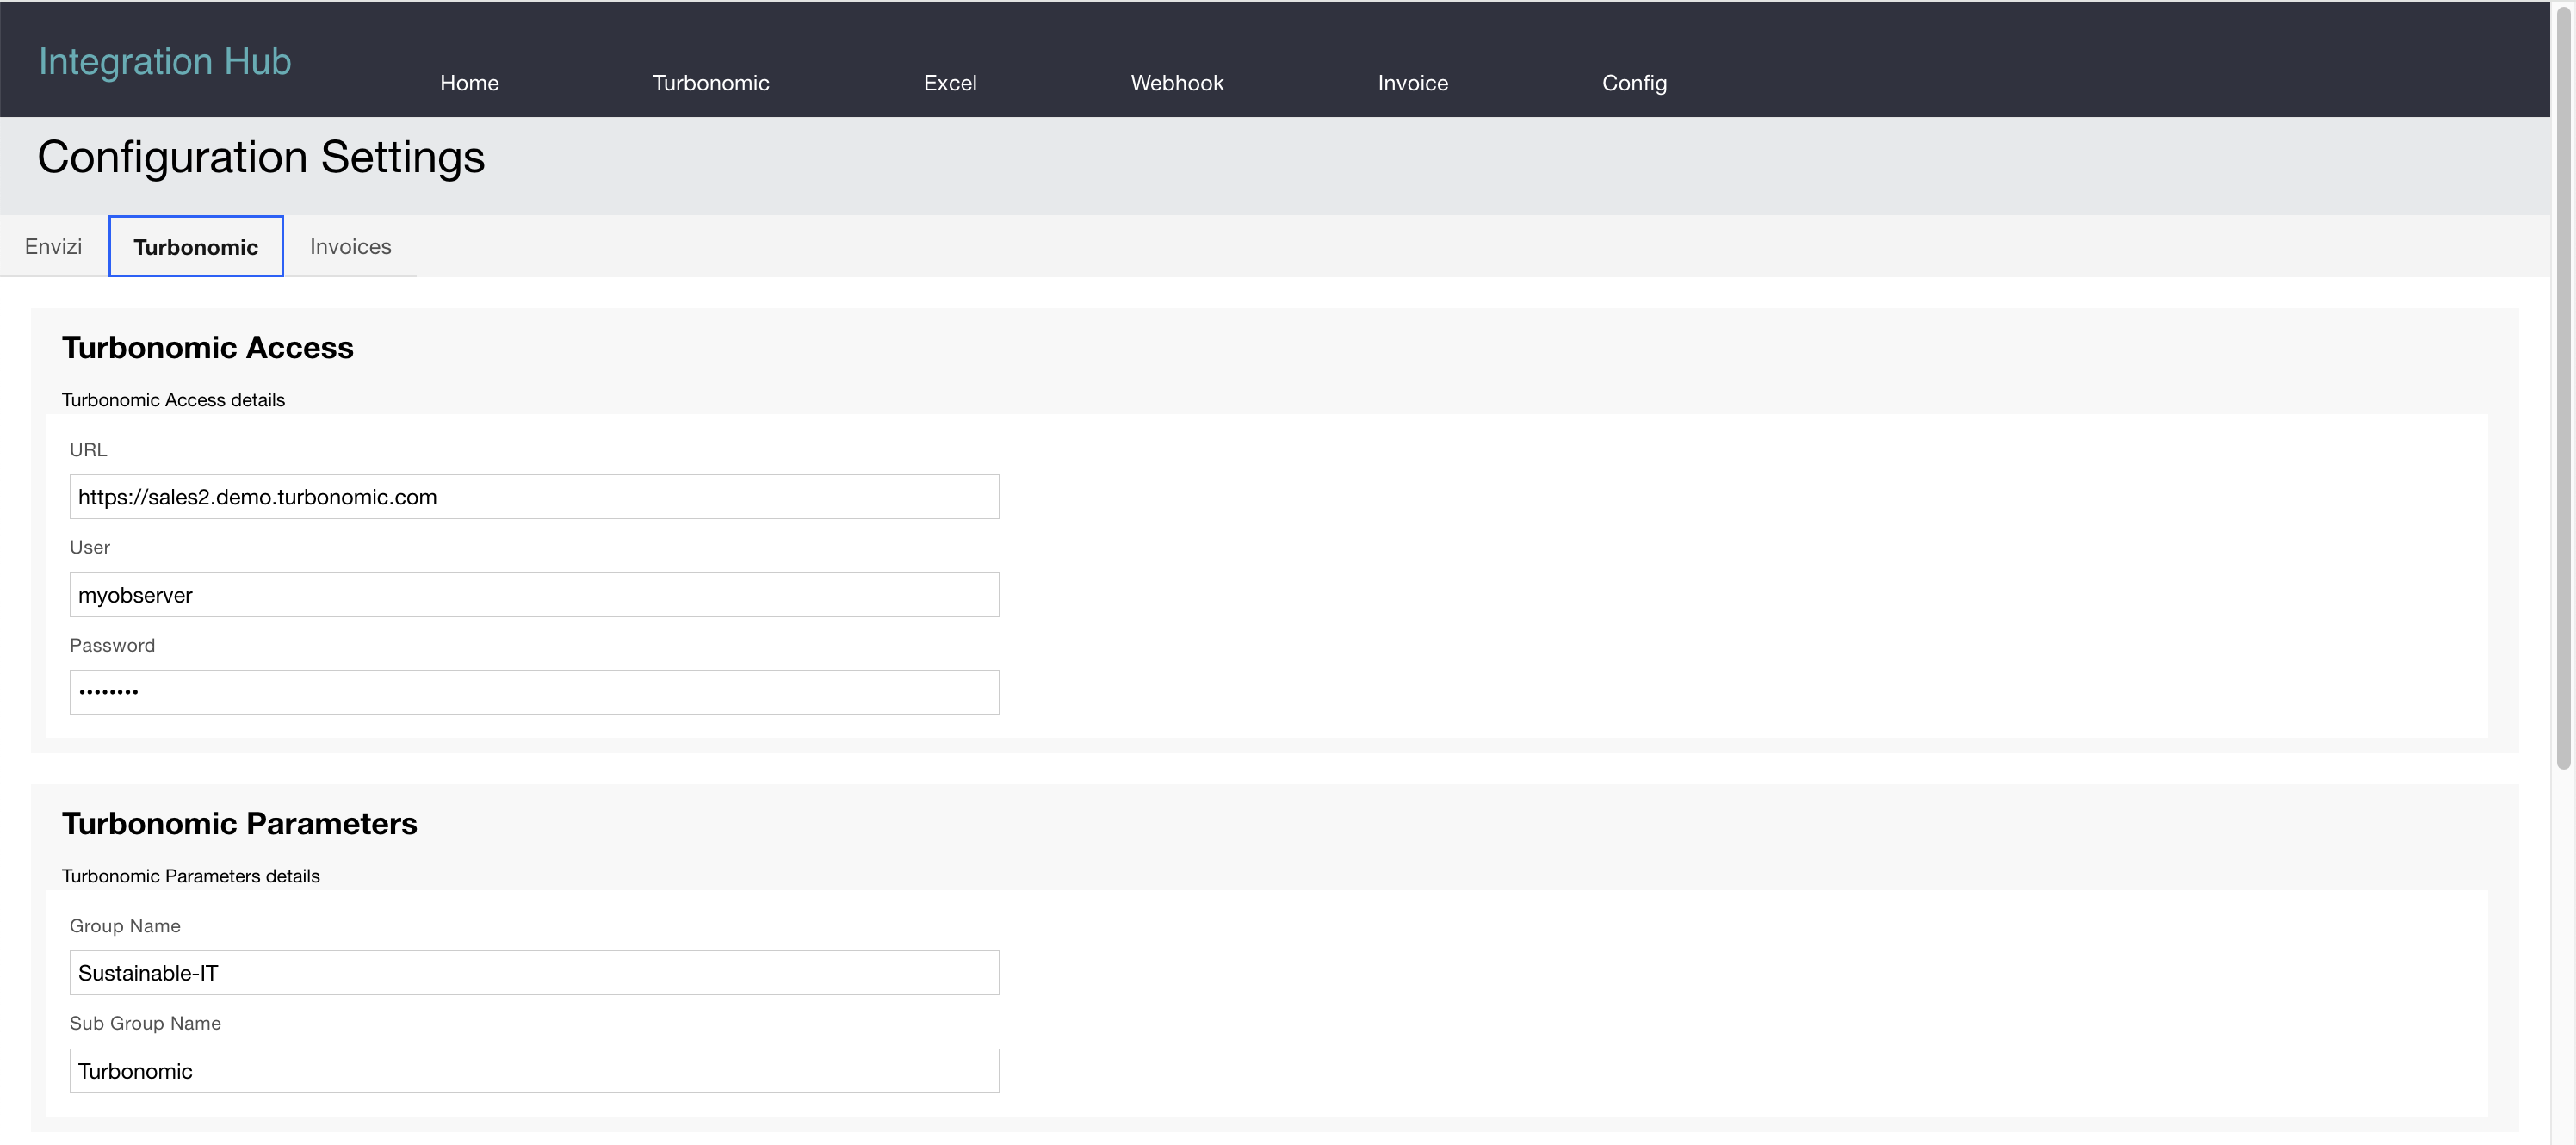 Integration Hub
Home Turbonomic Excel Webhook Invoice Config
Configuration Settings
Envizi Turbonomic Invoices
Turbonomic Access
Turbonomic Access details
URL
https://sales2.demo.turbonomic.com
User
myobserver
Password
••••••••
Turbonomic Parameters
Turbonomic Parameters details
Group Name
Sustainable-IT
Sub Group Name
Turbonomic